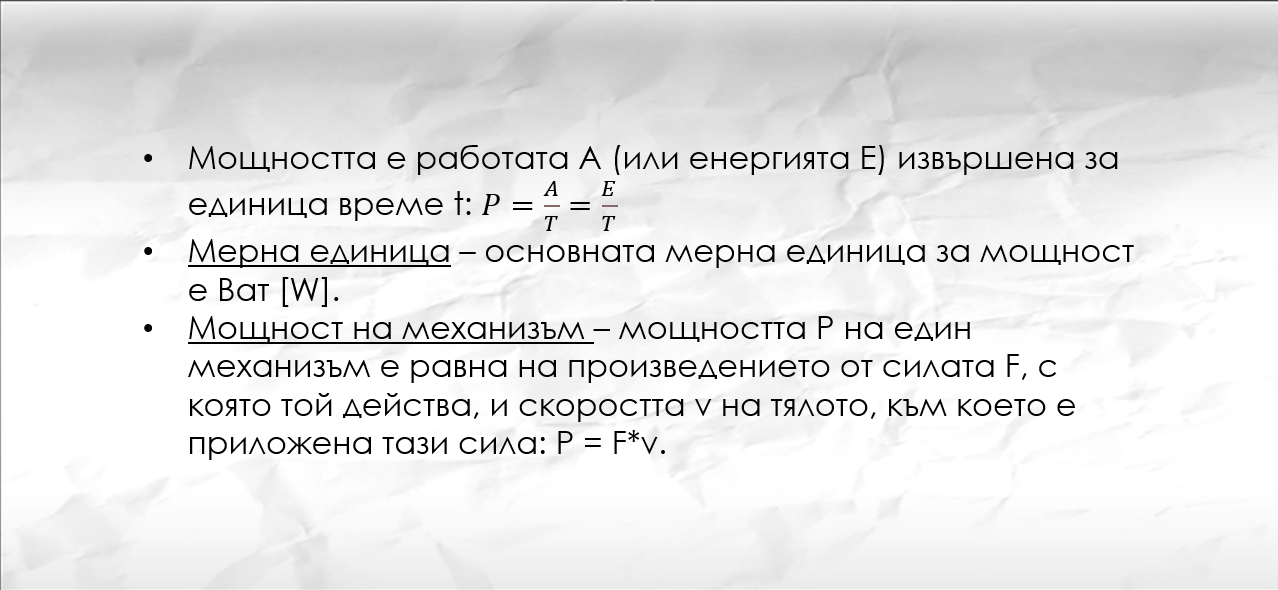 • Мощността е работата А (или енергията Е) извършена за
единица време t: P = A/T = E/T
• Мерна единица – основната мерна единица за мощност
е Ват [W].
• Мощност на механизъм – мощността P на един
механизъм е равна на произведението от силата F, с
която той действа, и скоростта v на тялото, към което е
приложена тази сила: P = F*v.